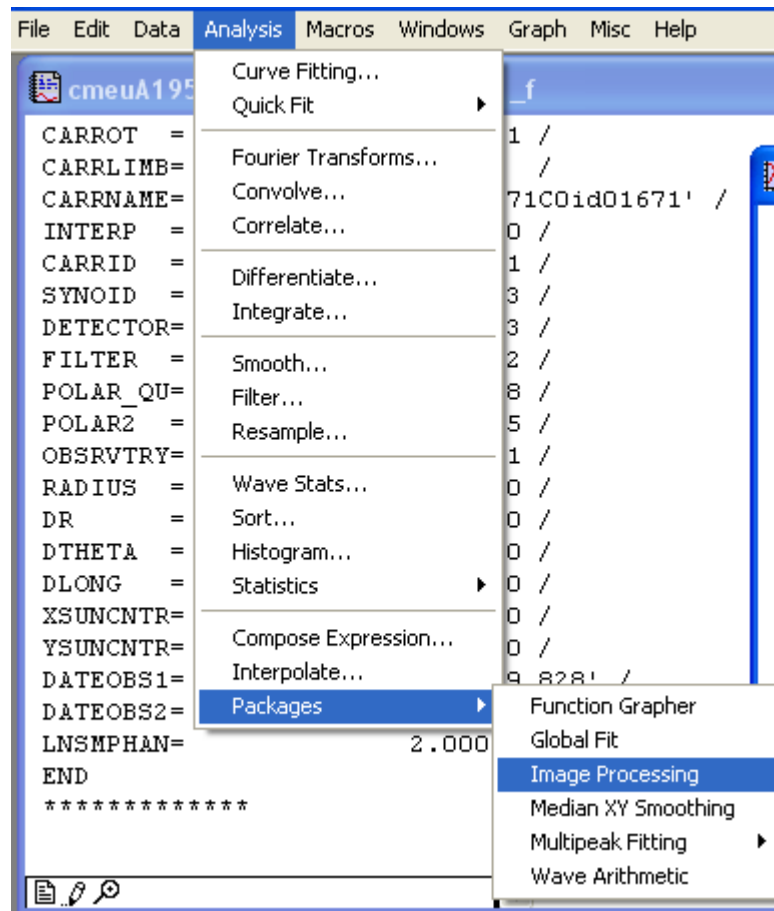 File Edit Data Analysis Macros Windows Graph Misc Help
cmeuA195
_f
Curve Fitting...
Quick Fit
Fourier Transforms...
Convolve...
Correlate...
Differentiate...
Integrate...
Smooth...
Filter...
Resample...
Wave Stats...
Sort...
Histogram...
Statistics
Compose Expression...
Interpolate...
Packages
Function Grapher
Global Fit
Image Processing
Median XY Smoothing
Multipeak Fitting
Wave Arithmetic
CARROT = 1 /
CARRLIMB= /
CARRNAME= 71C0id01671' /
INTERP = 0 /
CARRID = 1 /
SYNOID = 3 /
DETECTOR= 3 /
FILTER = 2 /
POLAR_QU= 8 /
POLAR2 = 5 /
OBSRVTRY= 1 /
RADIUS = 0 /
DR = 0 /
DTHETA = 0 /
DLONG = 0 /
XSUNCNTR= 0 /
YSUNCNTR= 0 /
DATEOBS1= 9.828' /
DATEOBS2=
LNSMPHAN= 2.000
END
*************